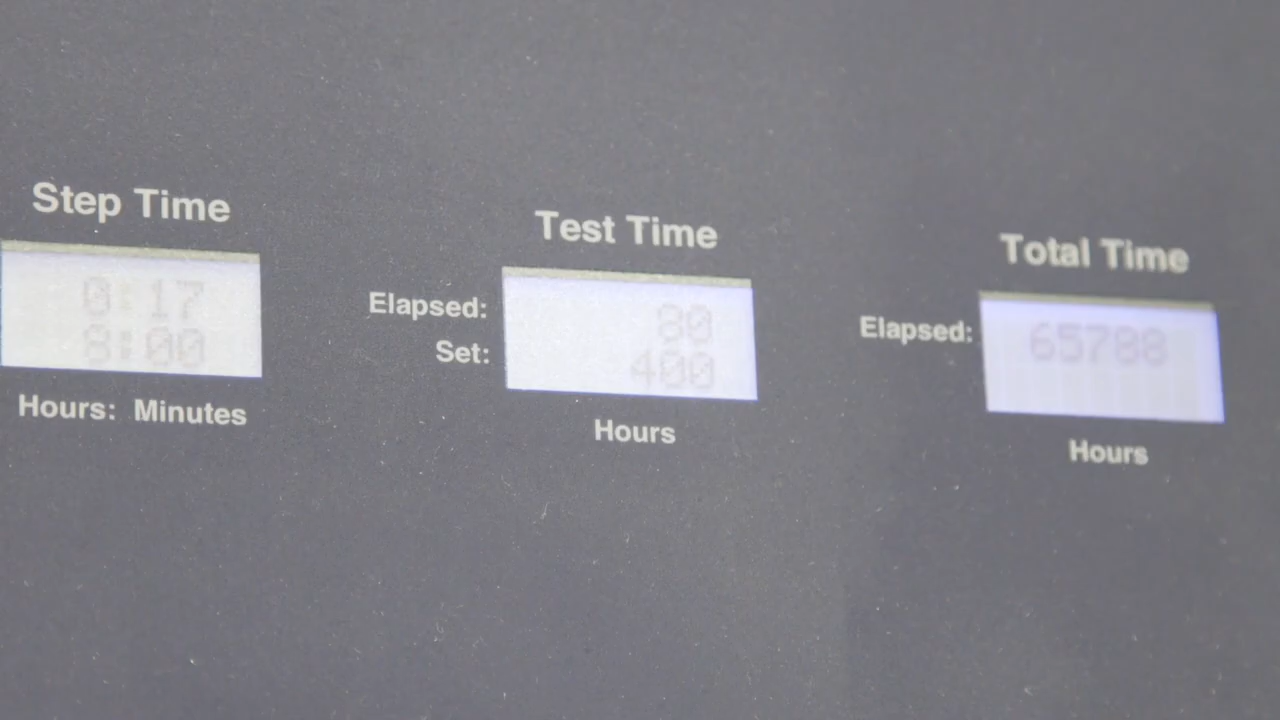 Step Time
0:17
8:00
Hours: Minutes
Test Time
Elapsed: 80
Set: 400
Hours
Total Time
Elapsed: 65788
Hours